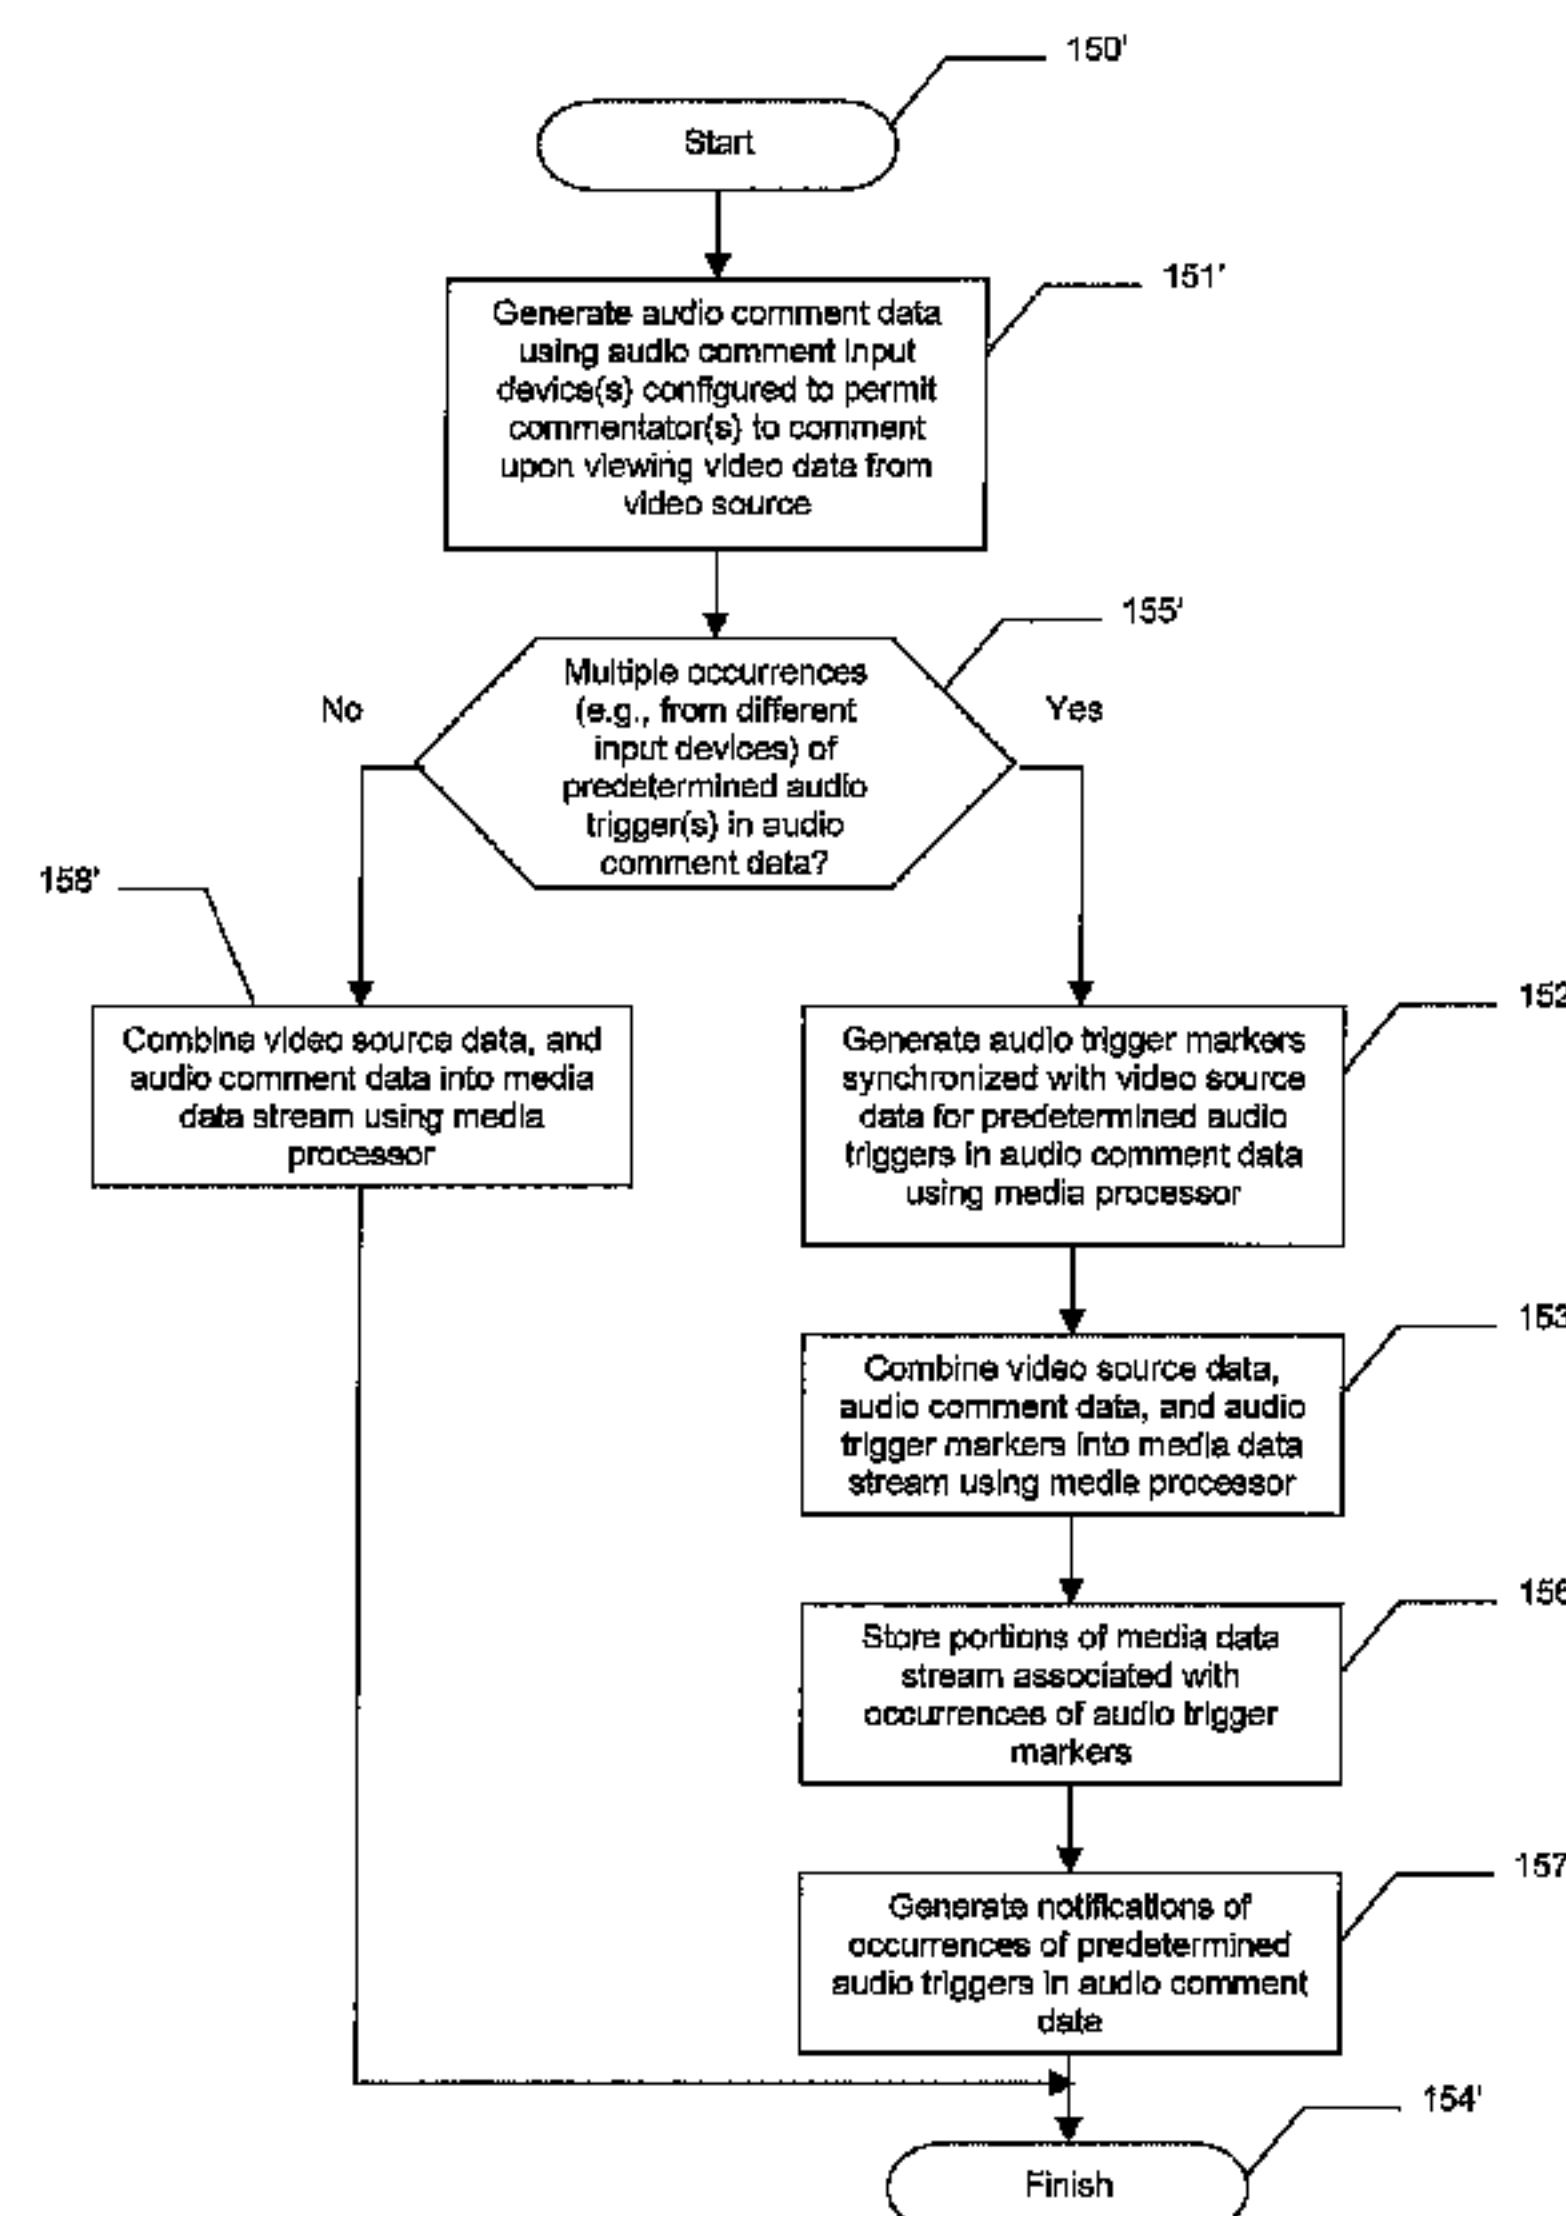 150'
Start
151'
Generate audio comment data
using audio comment input
device(s) configured to permit
commentator(s) to comment
upon viewing video data from
video source
155'
Multiple occurrences
(e.g., from different
input devices) of
predetermined audio
trigger(s) in audio
comment data?
No
Yes
158'
Combine video source data, and
audio comment data into media
data stream using media
processor
152
Generate audio trigger markers
synchronized with video source
data for predetermined audio
triggers in audio comment data
using media processor
153
Combine video source data,
audio comment data, and audio
trigger markers into media data
stream using media processor
156
Store portions of media data
stream associated with
occurrences of audio trigger
markers
157
Generate notifications of
occurrences of predetermined
audio triggers in audio comment
data
154'
Finish